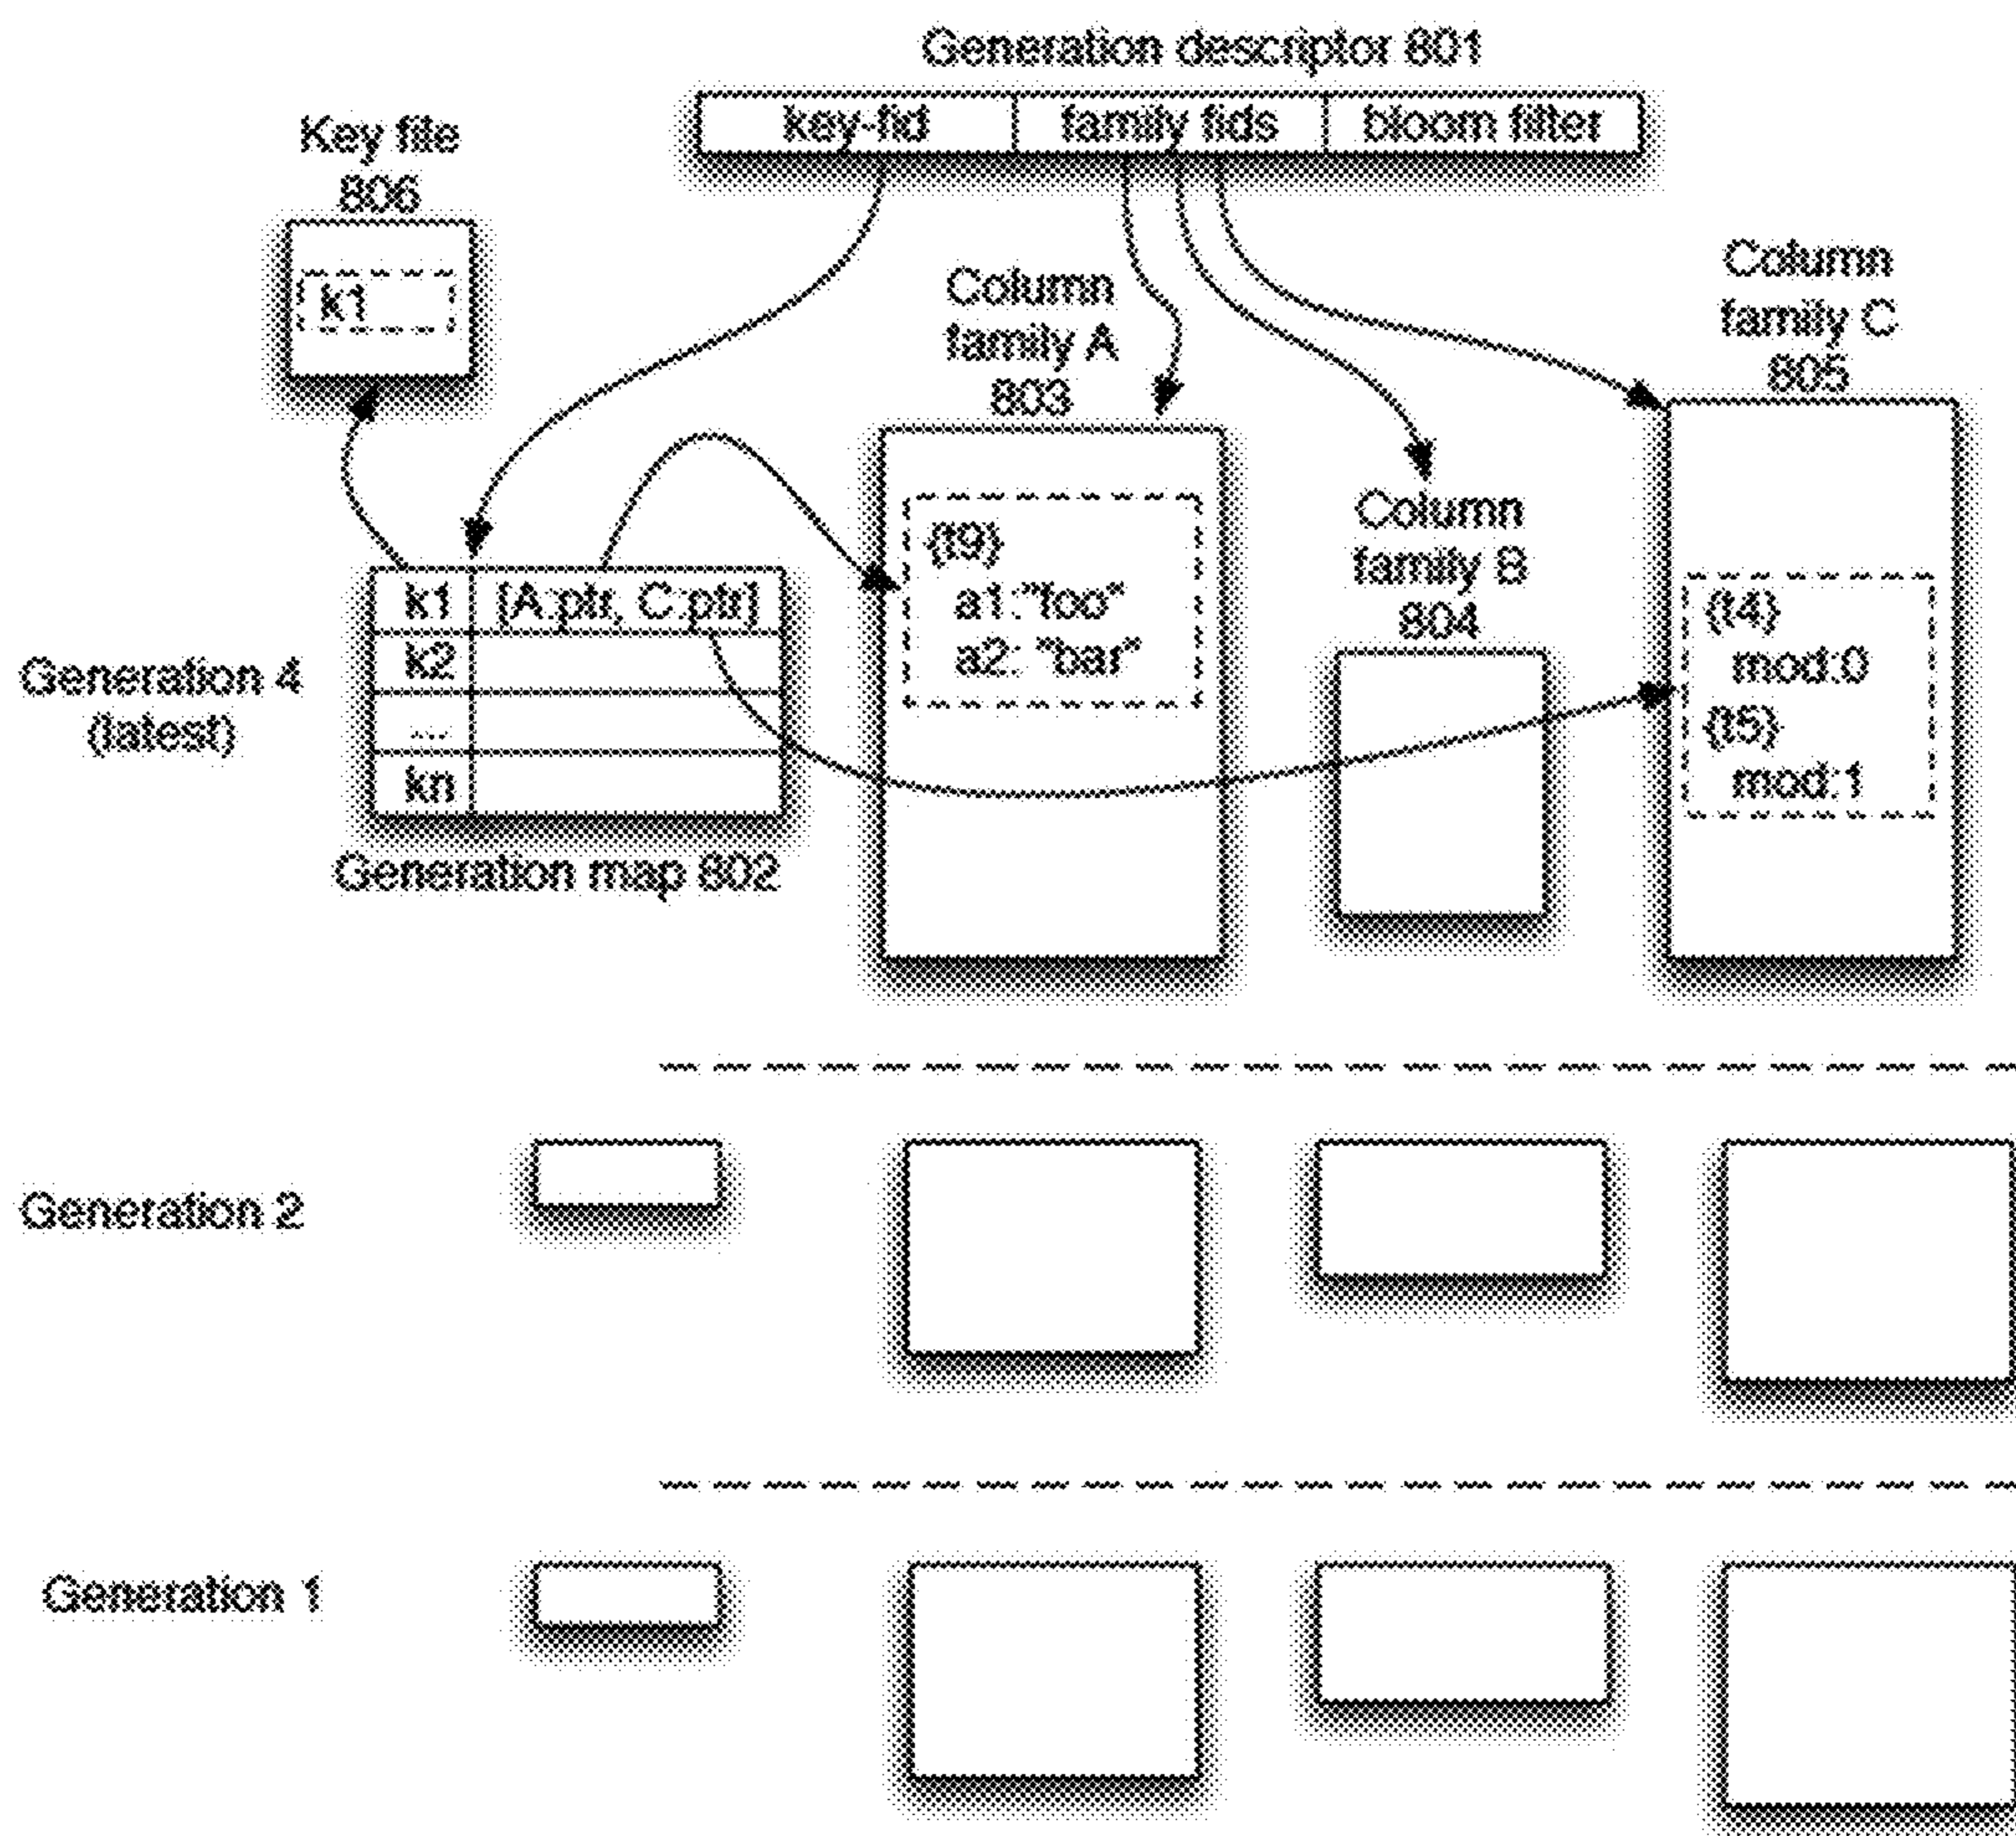 Generation descriptor 801
key-fid family fids bloom filter
Key file
806
k1
Column
family A
803
Column
family C
805
{t9}
a1:"foo"
a2: "bar"
Column
family B
804
{t4}
mod:0
{t5}
mod:1
k1 [A:ptr, C:ptr]
k2
...
kn
Generation 4
(latest)
Generation map 802
Generation 2
Generation 1